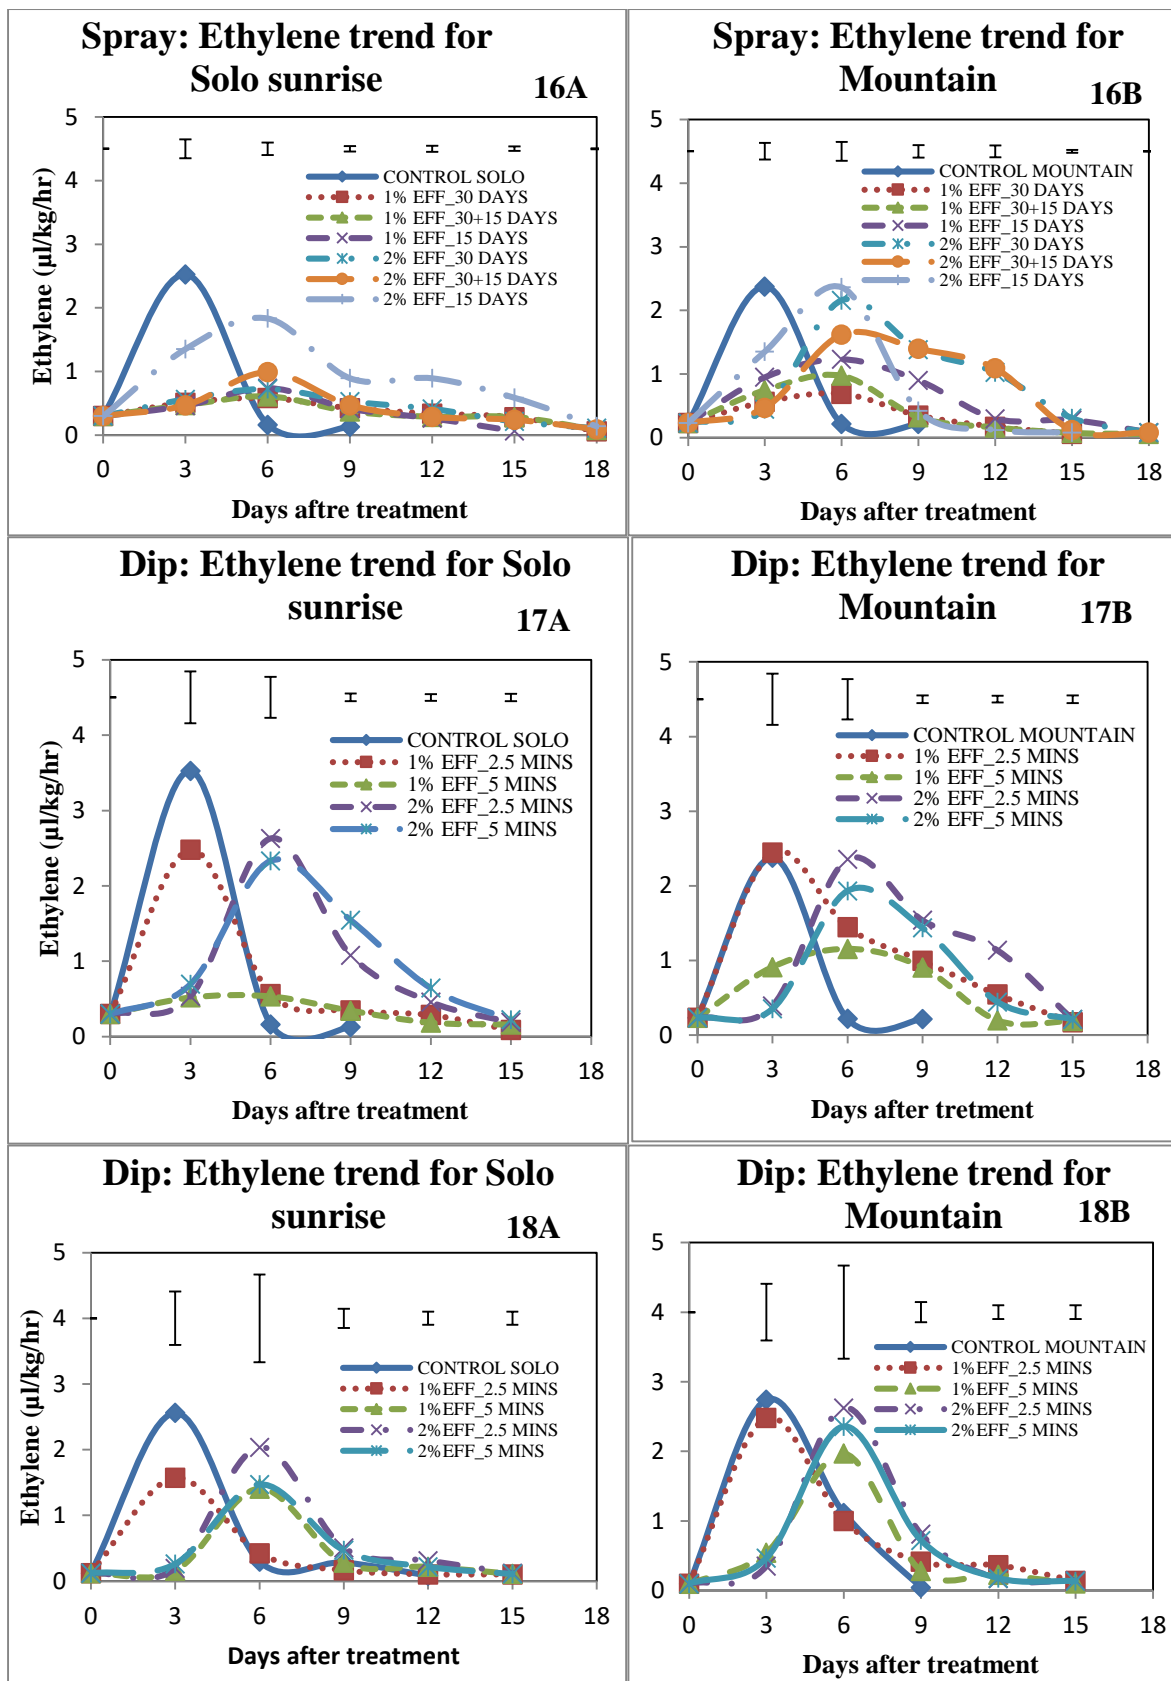 Spray: Ethylene trend for
Solo sunrise
16A
5
4
3
2
1
0
Ethylene (µl/kg/hr)
CONTROL SOLO
1% EFF_30 DAYS
1% EFF_30+15 DAYS
1% EFF_15 DAYS
2% EFF_30 DAYS
2% EFF_30+15 DAYS
2% EFF_15 DAYS
0 3 6 9 12 15 18
Days aftre treatment
Spray: Ethylene trend for
Mountain
16B
5
4
3
2
1
0
CONTROL MOUNTAIN
1% EFF_30 DAYS
1% EFF_30+15 DAYS
1% EFF_15 DAYS
2% EFF_30 DAYS
2% EFF_30+15 DAYS
2% EFF_15 DAYS
0 3 6 9 12 15 18
Days after treatment
Dip: Ethylene trend for Solo
sunrise
17A
5
4
3
2
1
0
Ethylene (µl/kg/hr)
CONTROL SOLO
1% EFF_2.5 MINS
1% EFF_5 MINS
2% EFF_2.5 MINS
2% EFF_5 MINS
0 3 6 9 12 15 18
Days aftre treatment
Dip: Ethylene trend for
Mountain
17B
5
4
3
2
1
0
CONTROL MOUNTAIN
1% EFF_2.5 MINS
1% EFF_5 MINS
2% EFF_2.5 MINS
2% EFF_5 MINS
0 3 6 9 12 15 18
Days after tretment
Dip: Ethylene trend for Solo
sunrise
18A
5
4
3
2
1
0
Ethylene (µl/kg/hr)
CONTROL SOLO
1%EFF_2.5 MINS
1%EFF_5 MINS
2%EFF_2.5 MINS
2%EFF_5 MINS
0 3 6 9 12 15 18
Days after treatment
Dip: Ethylene trend for
Mountain
18B
5
4
3
2
1
0
CONTROL MOUNTAIN
1%EFF_2.5 MINS
1%EFF_5 MINS
2%EFF_2.5 MINS
2%EFF_5 MINS
0 3 6 9 12 15 18
Days after treatment